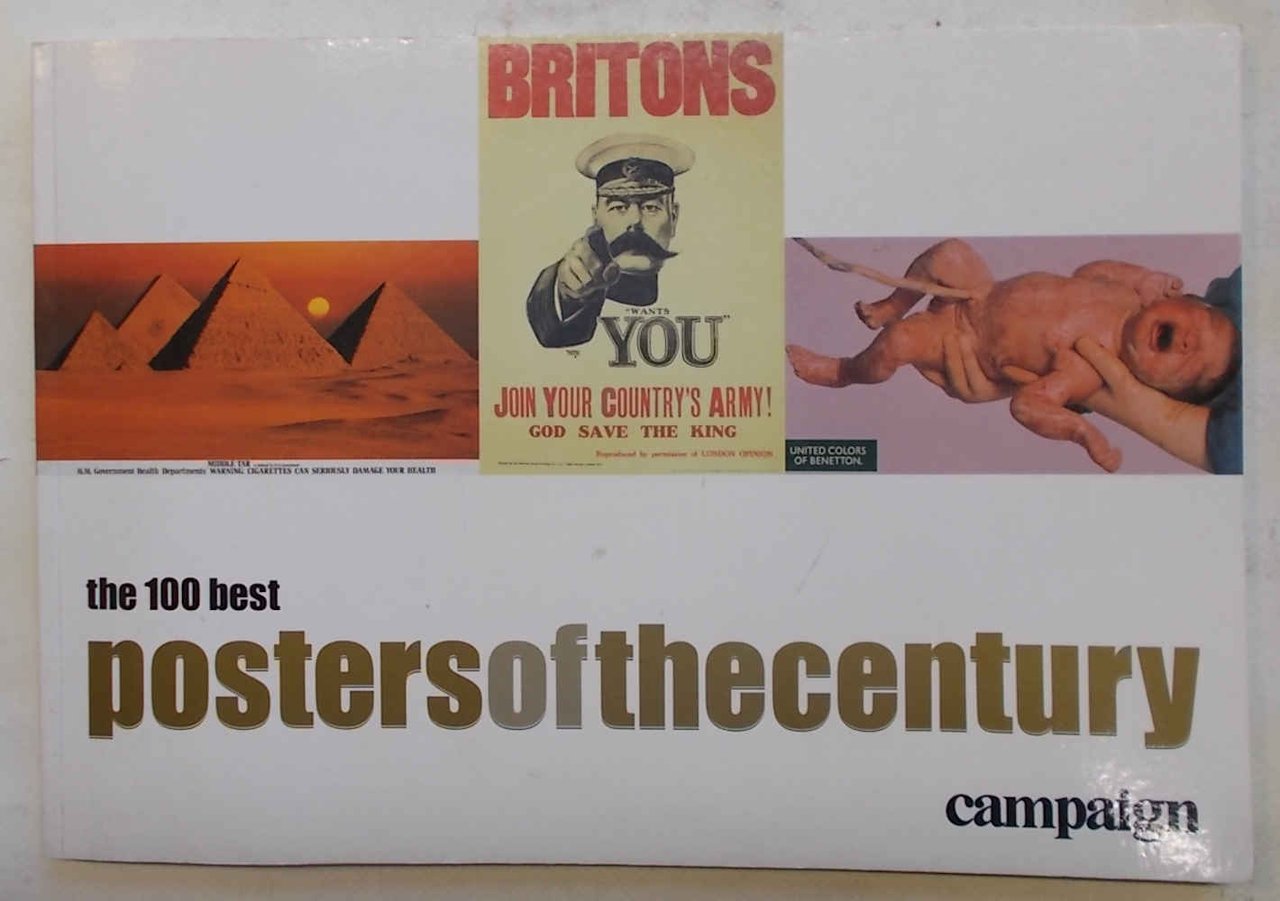 BRITONS
"WANTS
YOU"
JOIN YOUR COUNTRY'S ARMY!
GOD SAVE THE KING
Reproduced by permission of LONDON OPINION
MIDDLE TAR
H.M. Government Health Departments' WARNING: CIGARETTES CAN SERIOUSLY DAMAGE YOUR HEALTH
UNITED COLORS
OF BENETTON.
the 100 best
postersofthecentury
campaign